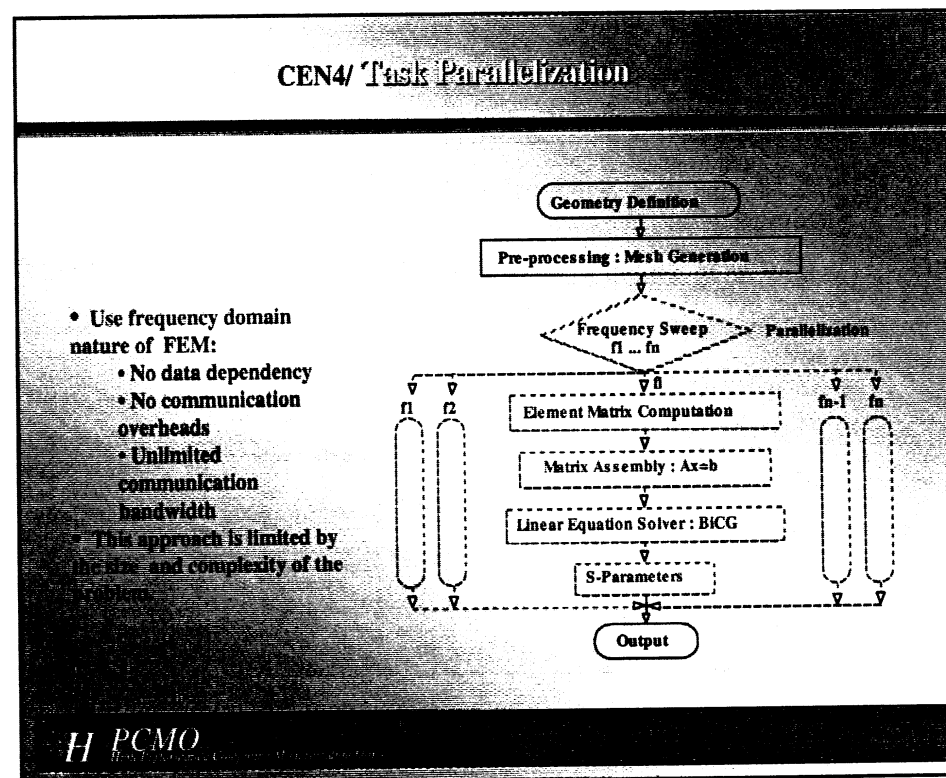 CEN4/ Task Parallelization
• Use frequency domain
nature of FEM:
• No data dependency
• No communication
overheads
• Unlimited
communication
bandwidth
• This approach is limited by
the size and complexity of the
problem.
Geometry Definition
Pre-processing : Mesh Generation
Frequency Sweep
f1 ... fn
Parallelization
f1
f2
fi
fn-1
fn
Element Matrix Computation
Matrix Assembly : Ax=b
Linear Equation Solver : BiCG
S-Parameters
Output
H PCMO